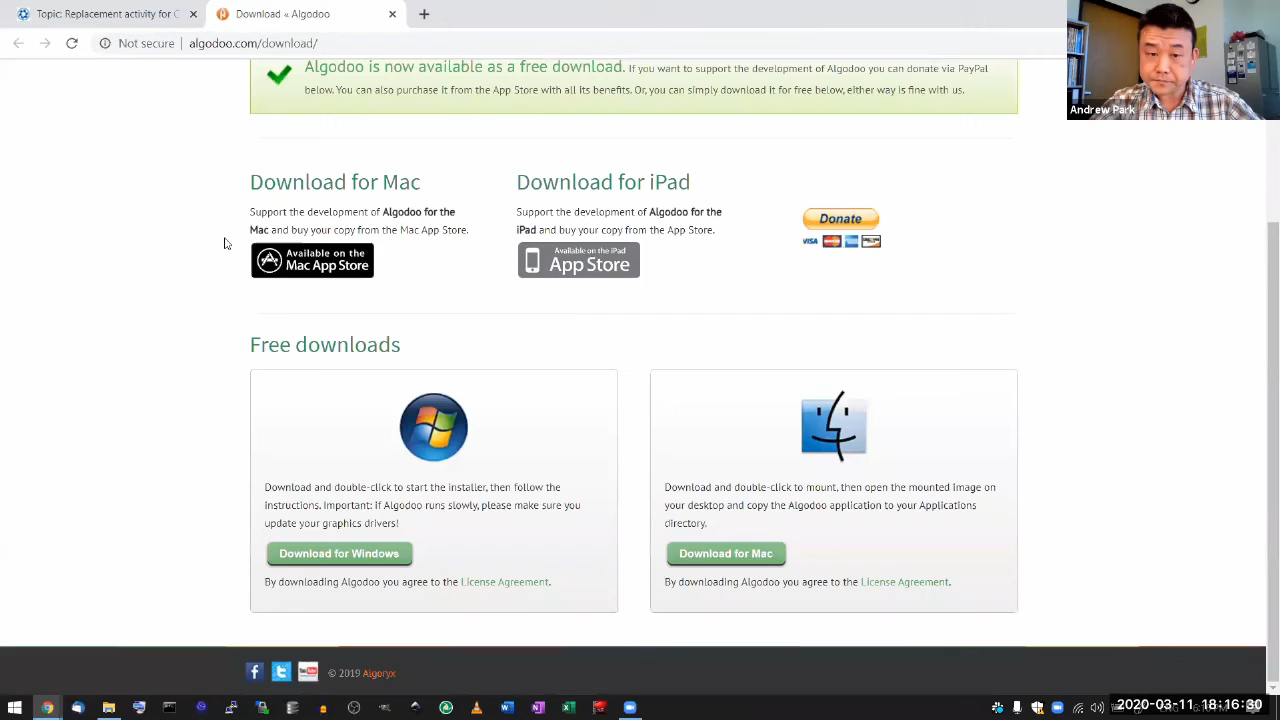 Topic: Replacement activity for C
Download « Algodoo
Not secure
algodoo.com/download/
Algodoo is now available as a free download. If you want to support the development of Algodoo you can donate via PayPal
below. You can also purchase it from the App Store with all its benefits. Or, you can simply download it for free below, either way is fine with us.
Andrew Park
Download for Mac
Support the development of Algodoo for the
Mac and buy your copy from the Mac App Store.
Available on the
Mac App Store
Download for iPad
Support the development of Algodoo for the
iPad and buy your copy from the App Store.
Available on the iPad
App Store
Donate
VISA
Free downloads
Download and double-click to start the installer, then follow the
instructions. Important: if Algodoo runs slowly, please make sure you
update your graphics drivers!
Download for Windows
By downloading Algodoo you agree to the License Agreement.
Download and double-click to mount, then open the mounted image on
your desktop and copy the Algodoo application to your Applications
directory.
Download for Mac
By downloading Algodoo you agree to the License Agreement.
© 2019 Algoryx
2020-03-11 18:16:30